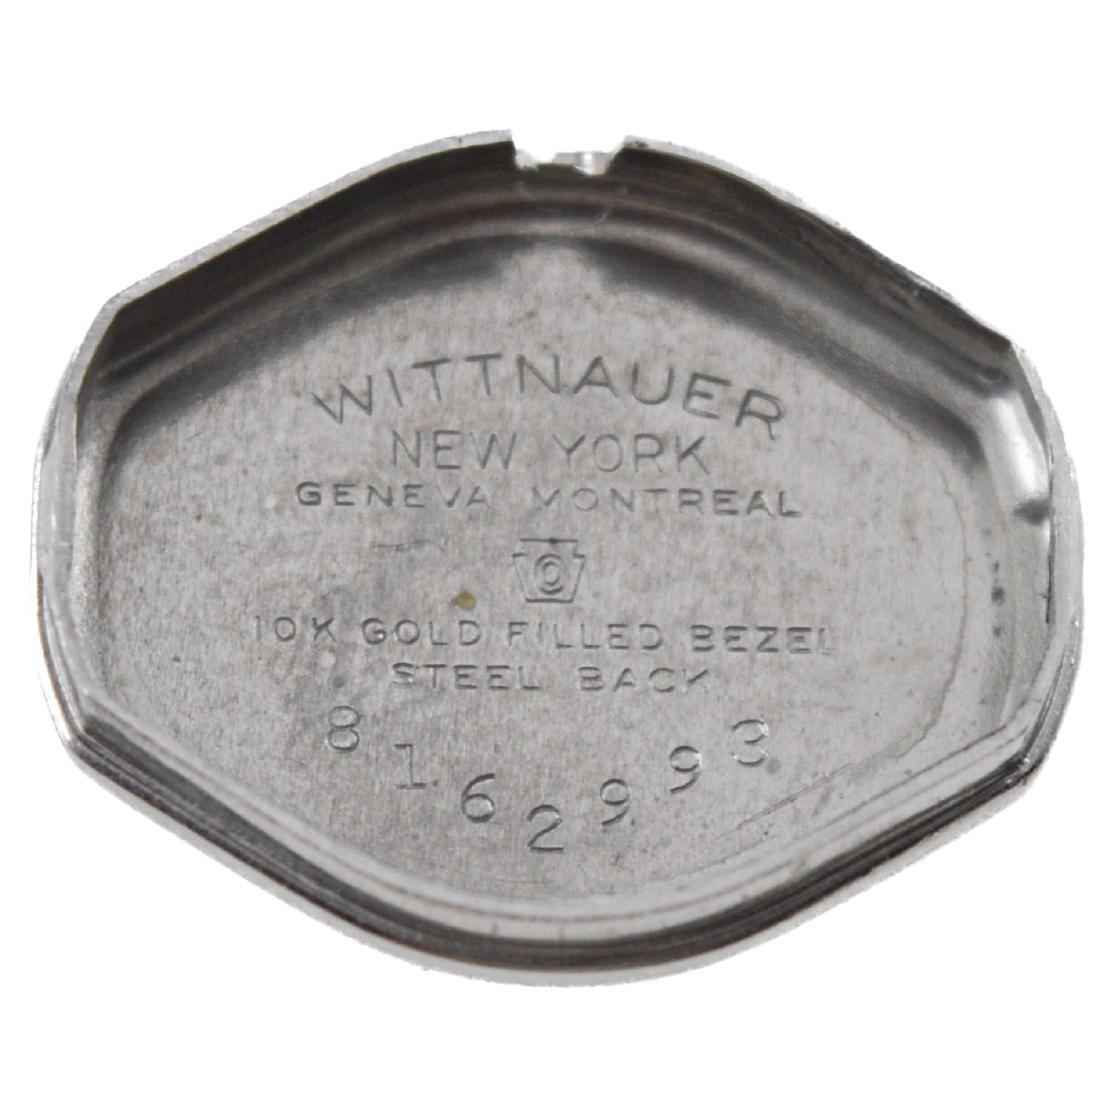 WITTNAUER
NEW YORK
GENEVA MONTREAL
C
10K GOLD FILLED BEZEL
STEEL BACK
8162993